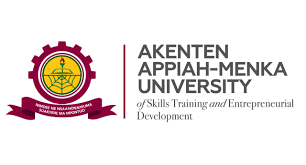 AKENTEN
APPIAH-MENKA
UNIVERSITY
of Skills Training and Entrepreneurial
Development